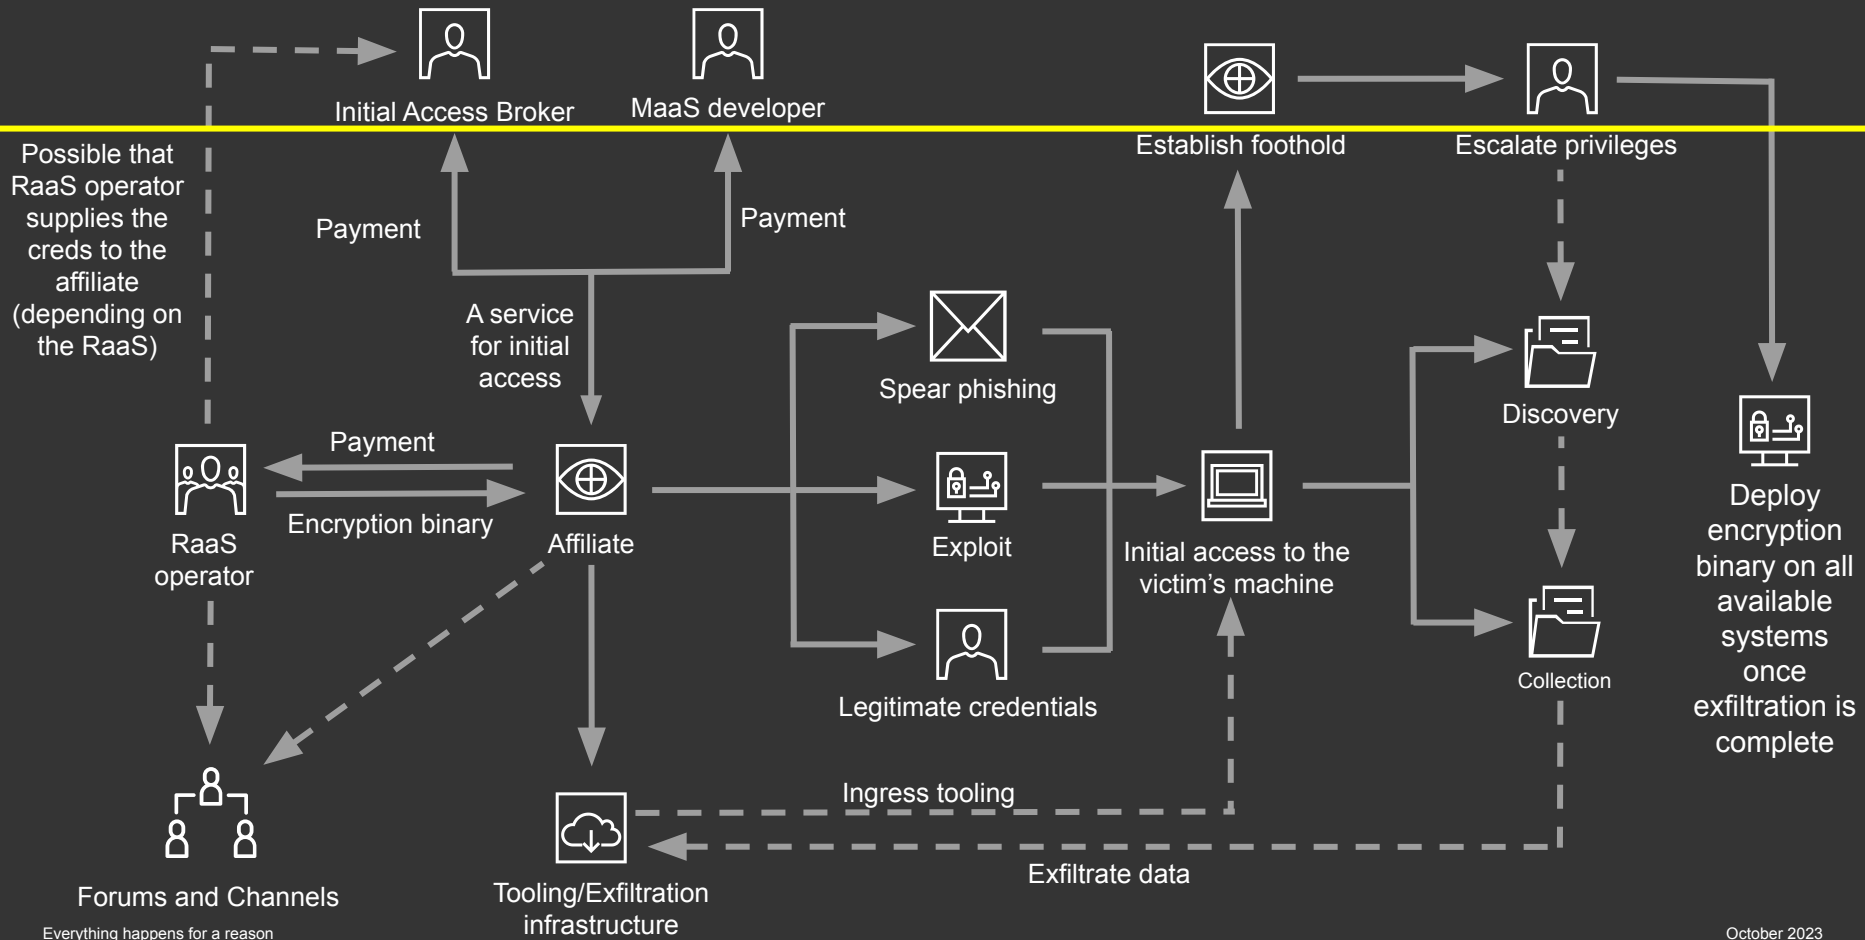 Initial Access Broker
MaaS developer
Establish foothold
Escalate privileges
Possible that
RaaS operator
supplies the
creds to the
affiliate
(depending on
the RaaS)
Payment
Payment
A service
for initial
access
Spear phishing
Discovery
Payment
Encryption binary
RaaS
operator
Affiliate
Exploit
Initial access to the
victim’s machine
Deploy
encryption
binary on all
available
systems
once
exfiltration is
complete
Legitimate credentials
Collection
Ingress tooling
Exfiltrate data
Forums and Channels
Tooling/Exfiltration
infrastructure
Everything happens for a reason
October 2023